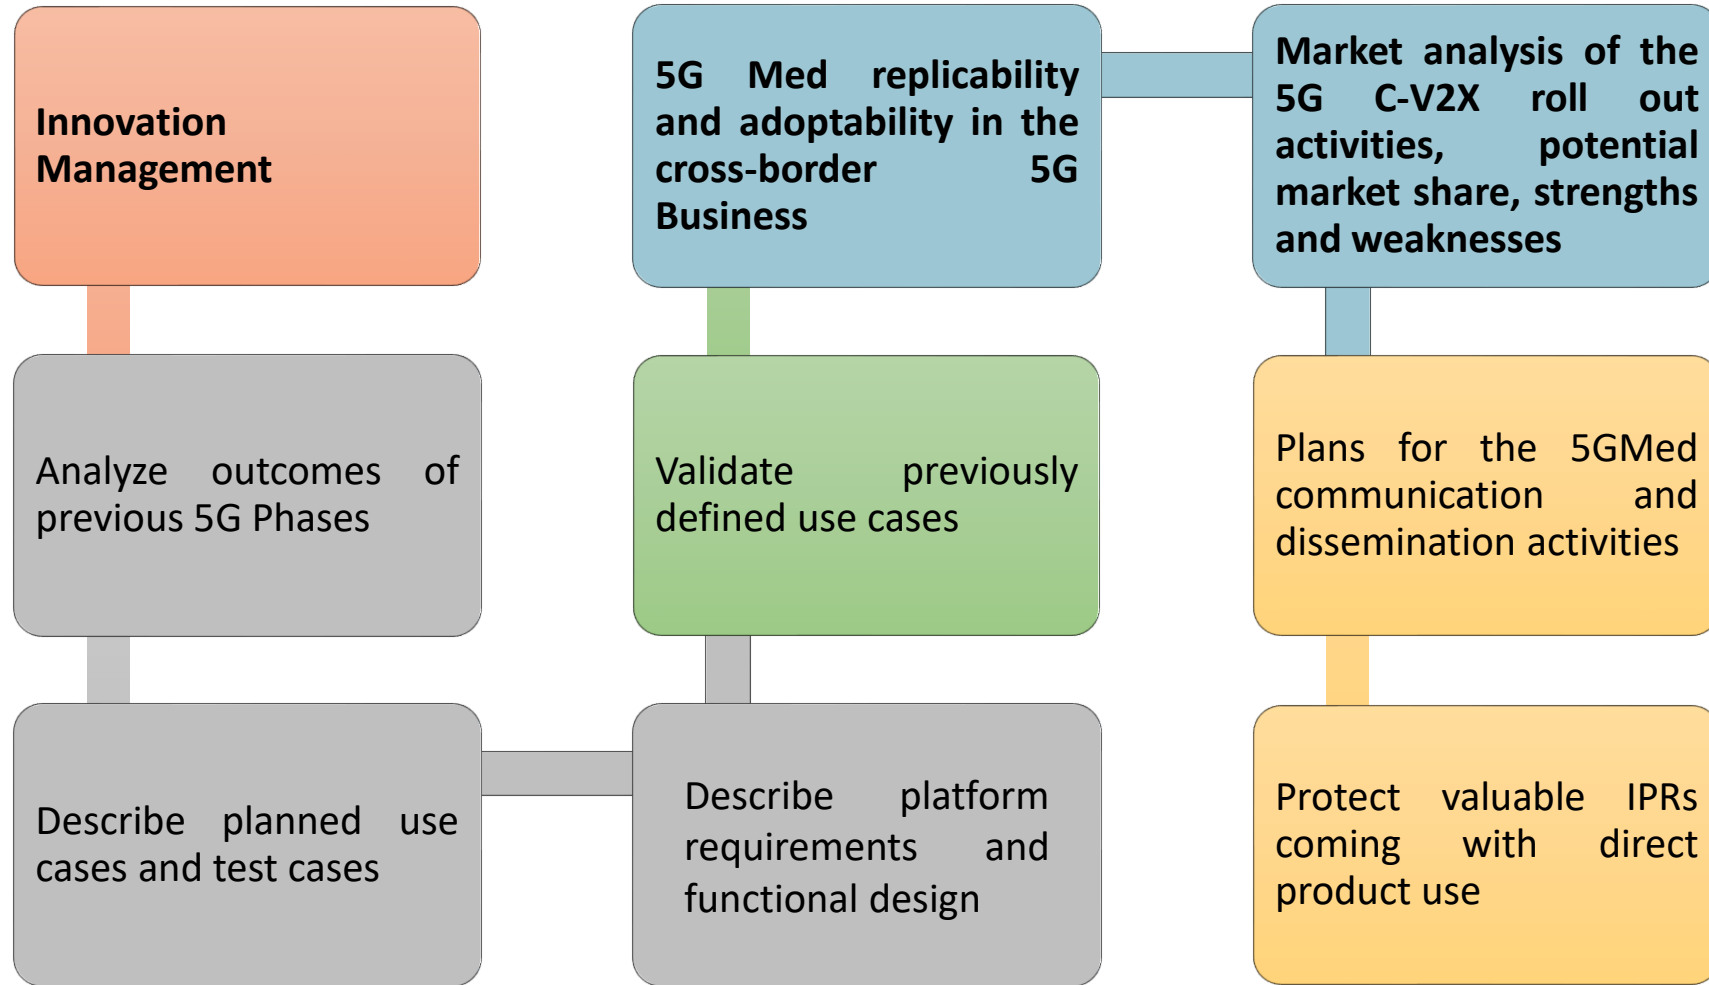 Innovation
Management
Analyze outcomes of
previous 5G Phases
Describe planned use
cases and test cases
Describe platform
requirements and
functional design
Validate previously
defined use cases
5G Med replicability
and adoptability in the
cross-border 5G
Business
Market analysis of the
5G C-V2X roll out
activities, potential
market share, strengths
and weaknesses
Plans for the 5GMed
communication and
dissemination activities
Protect valuable IPRs
coming with direct
product use